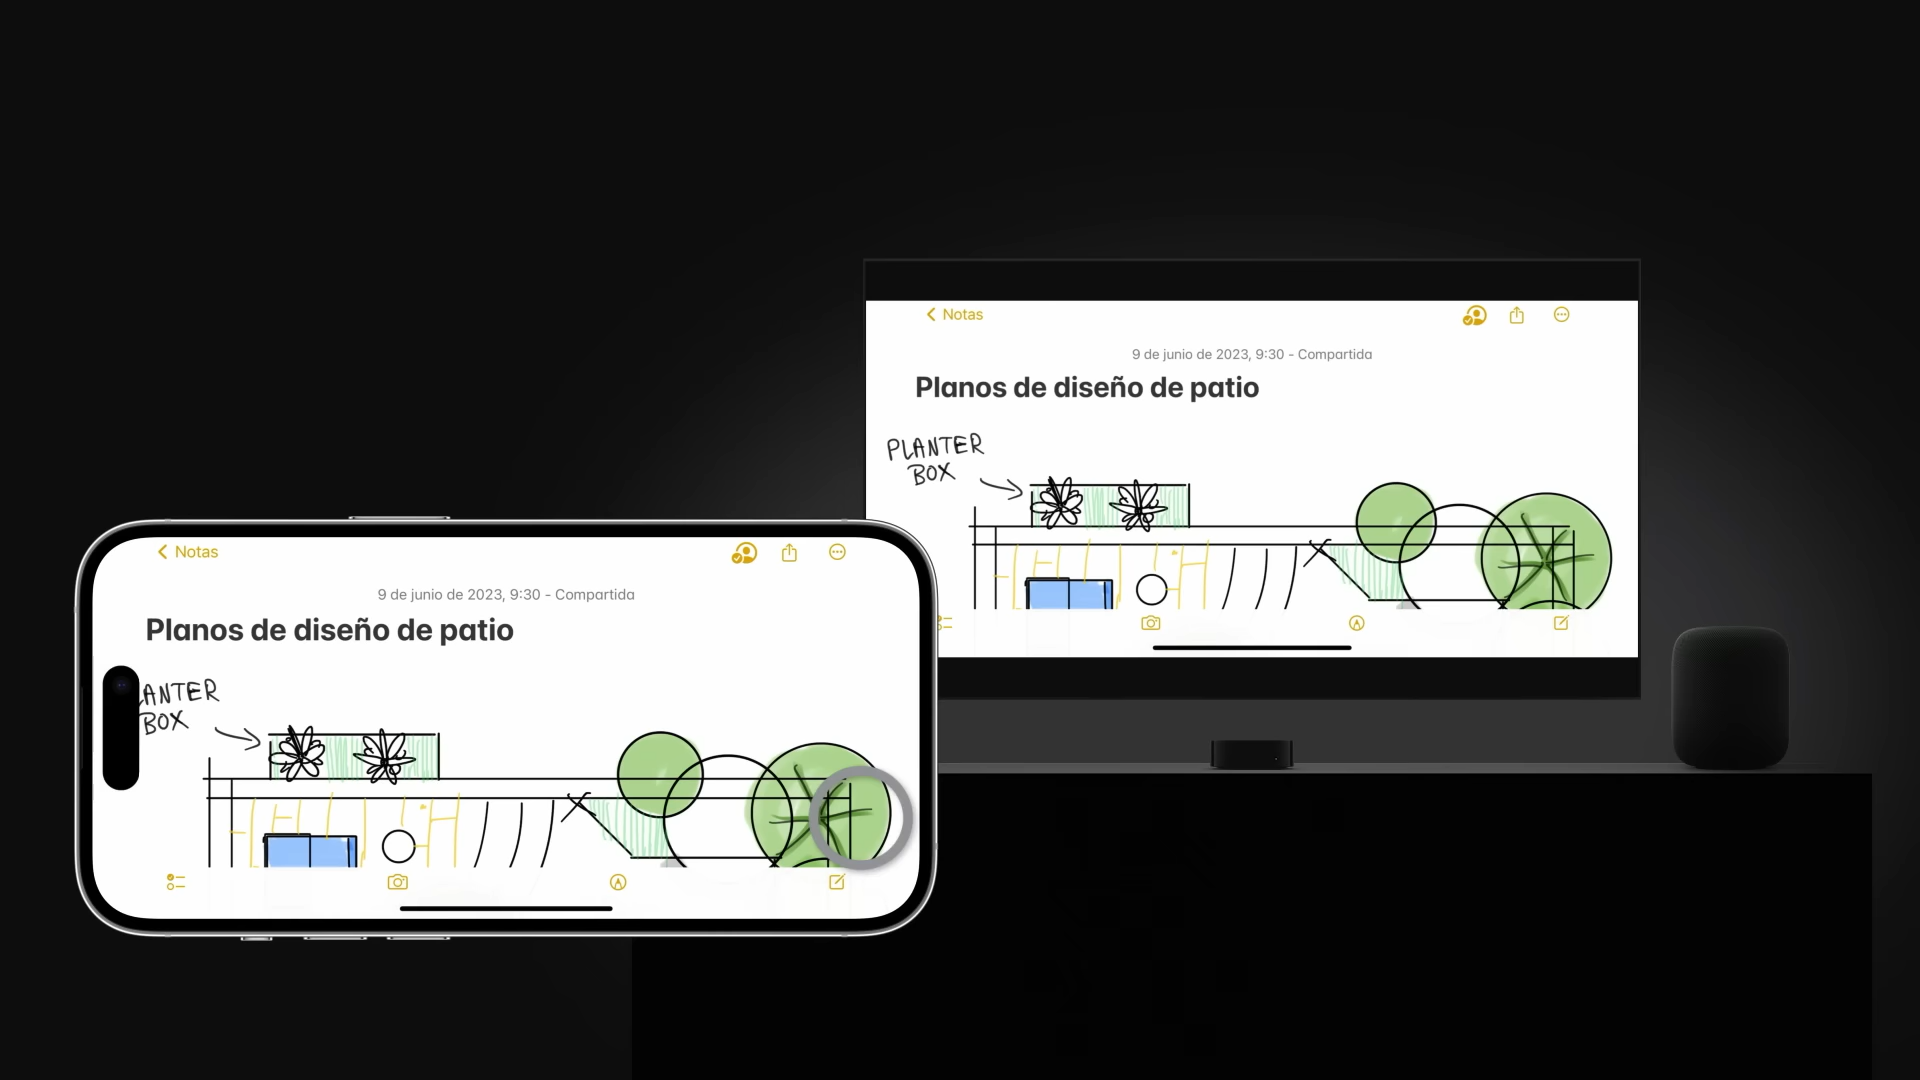 Notas
9 de junio de 2023, 9:30 - Compartida
Planos de diseño de patio
PLANTER
BOX
Notas
9 de junio de 2023, 9:30 - Compartida
Planos de diseño de patio
ANTER
BOX